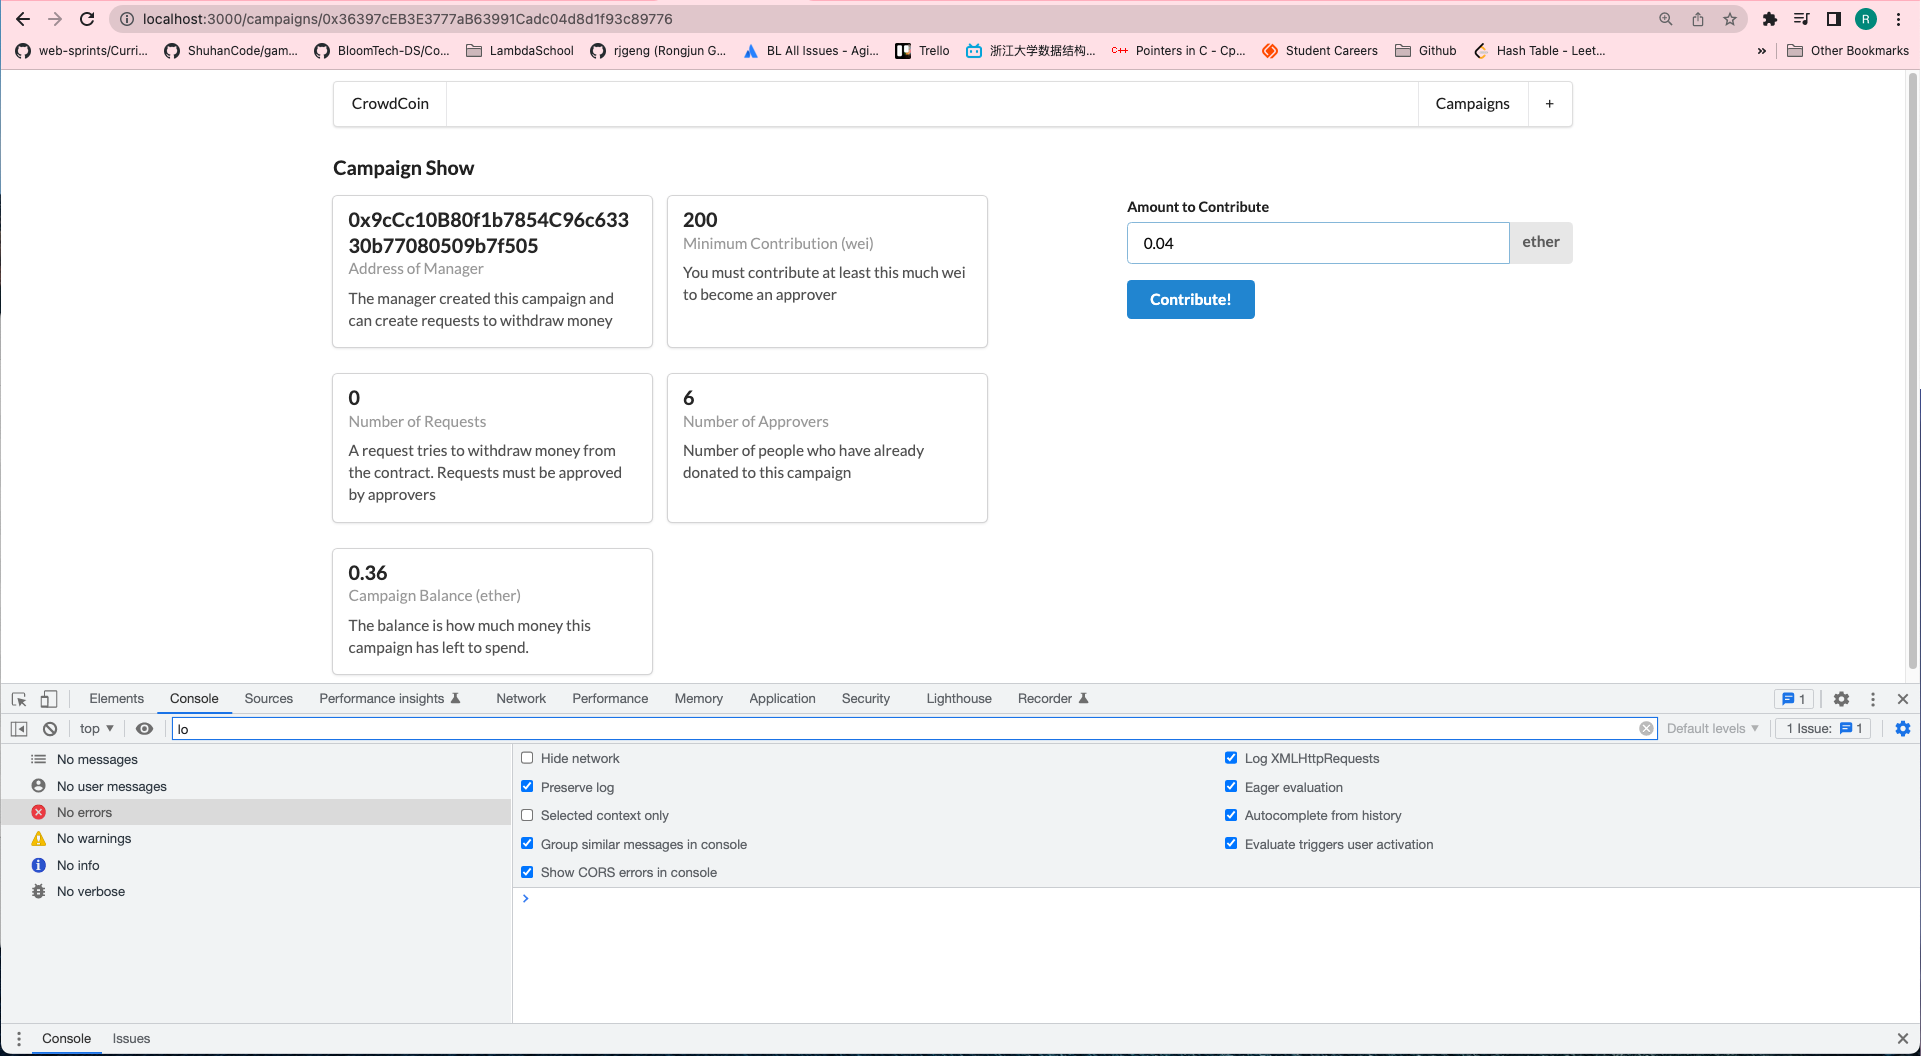 localhost:3000/campaigns/0x36397cEB3E3777aB63991Cadc04d8d1f93c89776
R
web-sprints/Curri...
ShuhanCode/gam...
BloomTech-DS/Co...
LambdaSchool
rjgeng (Rongjun G...
BL All Issues - Agi...
Trello
浙江大学数据结构...
Pointers in C - Cp...
Student Careers
Github
Hash Table - Leet...
»
Other Bookmarks
CrowdCoin
Campaigns
+
Campaign Show
0x9cCc10B80f1b7854C96c633
30b77080509b7f505
Address of Manager
The manager created this campaign and
can create requests to withdraw money
200
Minimum Contribution (wei)
You must contribute at least this much wei
to become an approver
Amount to Contribute
0.04
ether
Contribute!
0
Number of Requests
A request tries to withdraw money from
the contract. Requests must be approved
by approvers
6
Number of Approvers
Number of people who have already
donated to this campaign
0.36
Campaign Balance (ether)
The balance is how much money this
campaign has left to spend.
Elements
Console
Sources
Performance insights
Network
Performance
Memory
Application
Security
Lighthouse
Recorder
1
top
lo
Default levels
1 Issue:
1
No messages
No user messages
No errors
No warnings
No info
No verbose
Hide network
Preserve log
Selected context only
Group similar messages in console
Show CORS errors in console
Log XMLHttpRequests
Eager evaluation
Autocomplete from history
Evaluate triggers user activation
Console
Issues